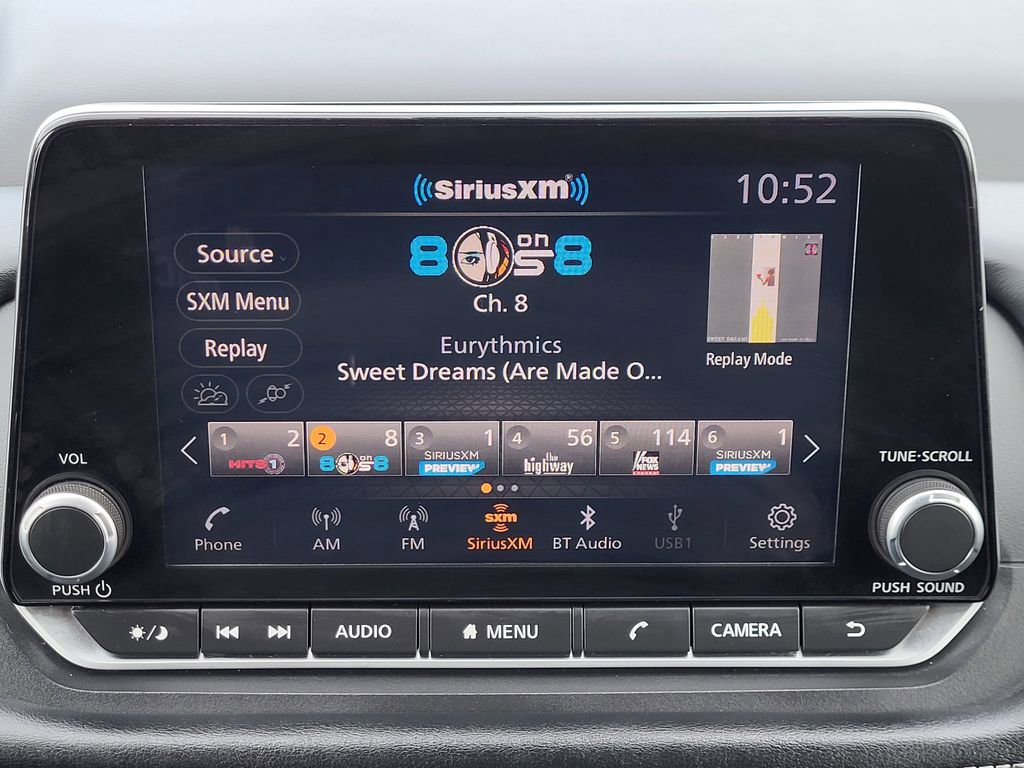 SiriusXM®
10:52
Source
SXM Menu
Replay
80s on 8
Ch. 8
Eurythmics
Sweet Dreams (Are Made O...
Replay Mode
1 2 HITS 1
2 8 80s on 8
3 1 SIRIUSXM PREVIEW
4 56 the highway
5 114 FOX NEWS channel
6 1 SIRIUSXM PREVIEW
Phone
AM
FM
sxm SiriusXM
BT Audio
USB1
Settings
VOL
PUSH
TUNE·SCROLL
PUSH SOUND
AUDIO
MENU
CAMERA